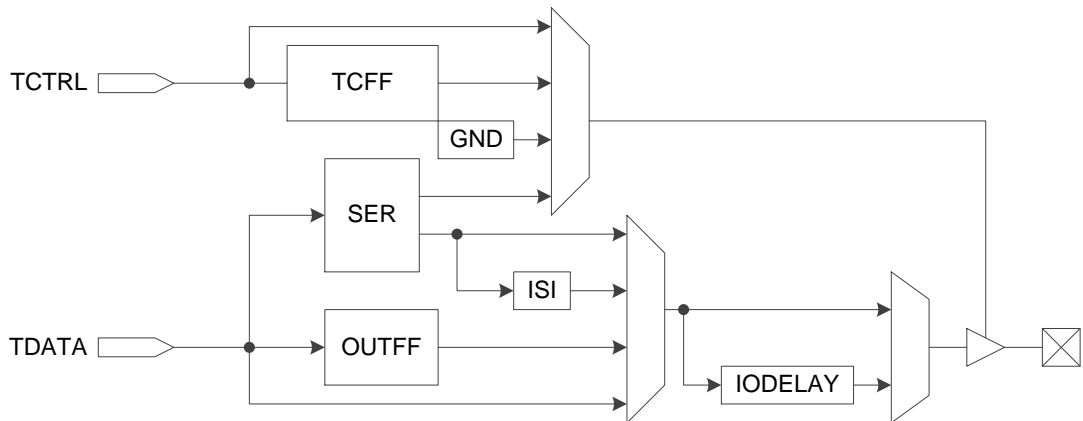 TCTRL
TCFF
GND
SER
ISI
TDATA
OUTFF
IODELAY